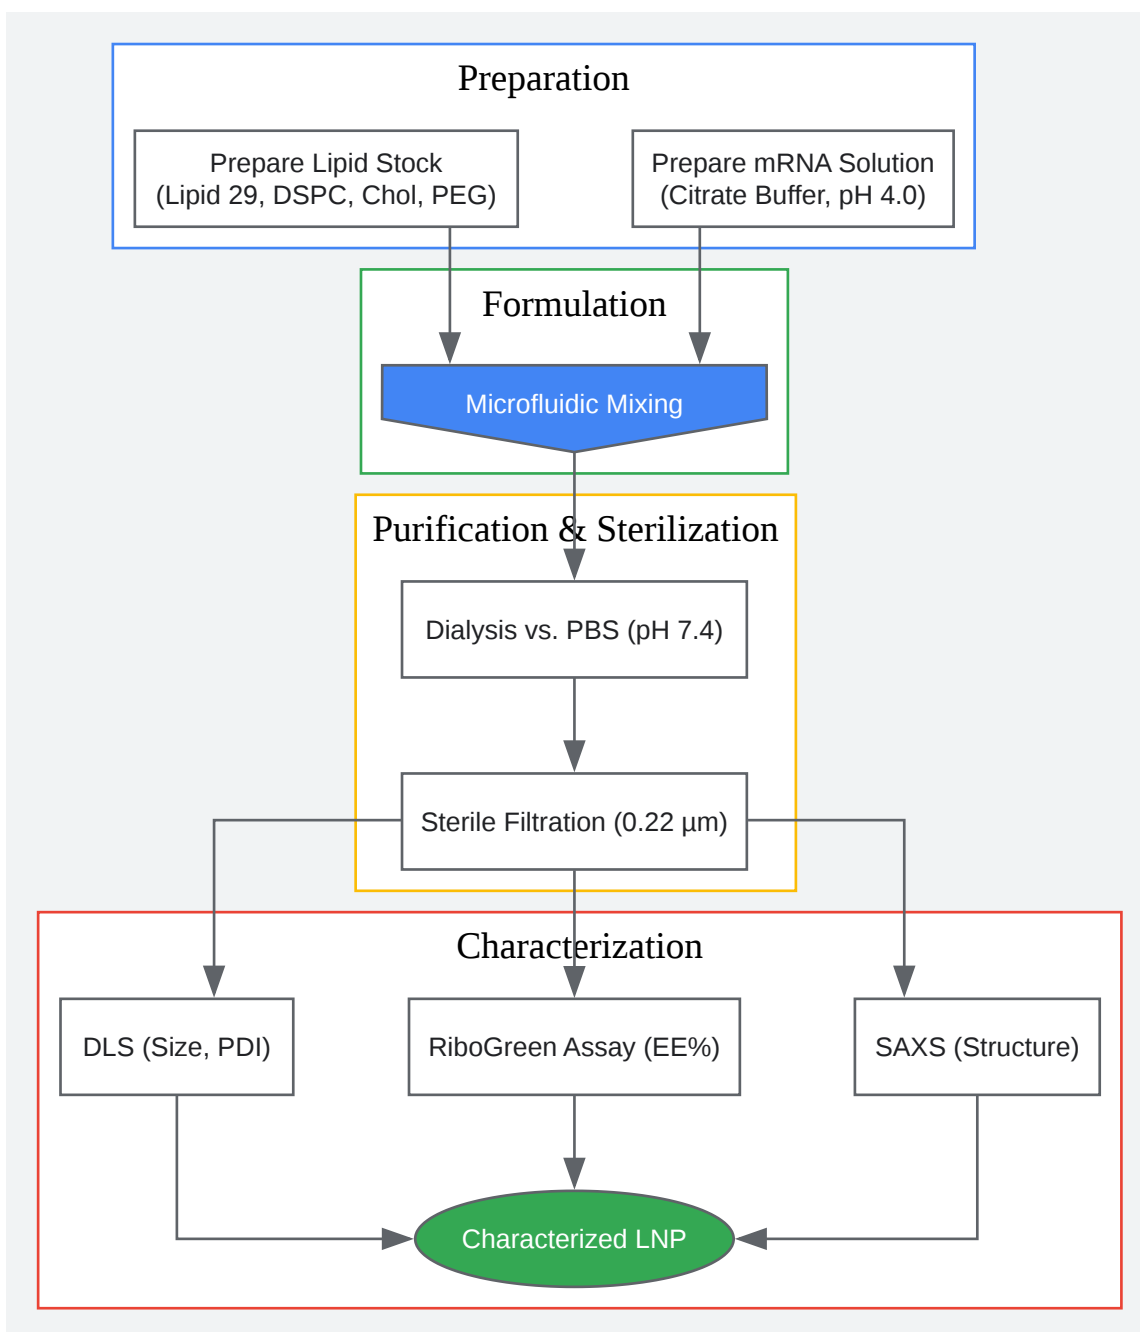 Preparation
Prepare Lipid Stock
(Lipid 29, DSPC, Chol, PEG)
Prepare mRNA Solution
(Citrate Buffer, pH 4.0)
Formulation
Microfluidic Mixing
Purification & Sterilization
Dialysis vs. PBS (pH 7.4)
Sterile Filtration (0.22 µm)
Characterization
DLS (Size, PDI)
RiboGreen Assay (EE%)
SAXS (Structure)
Characterized LNP